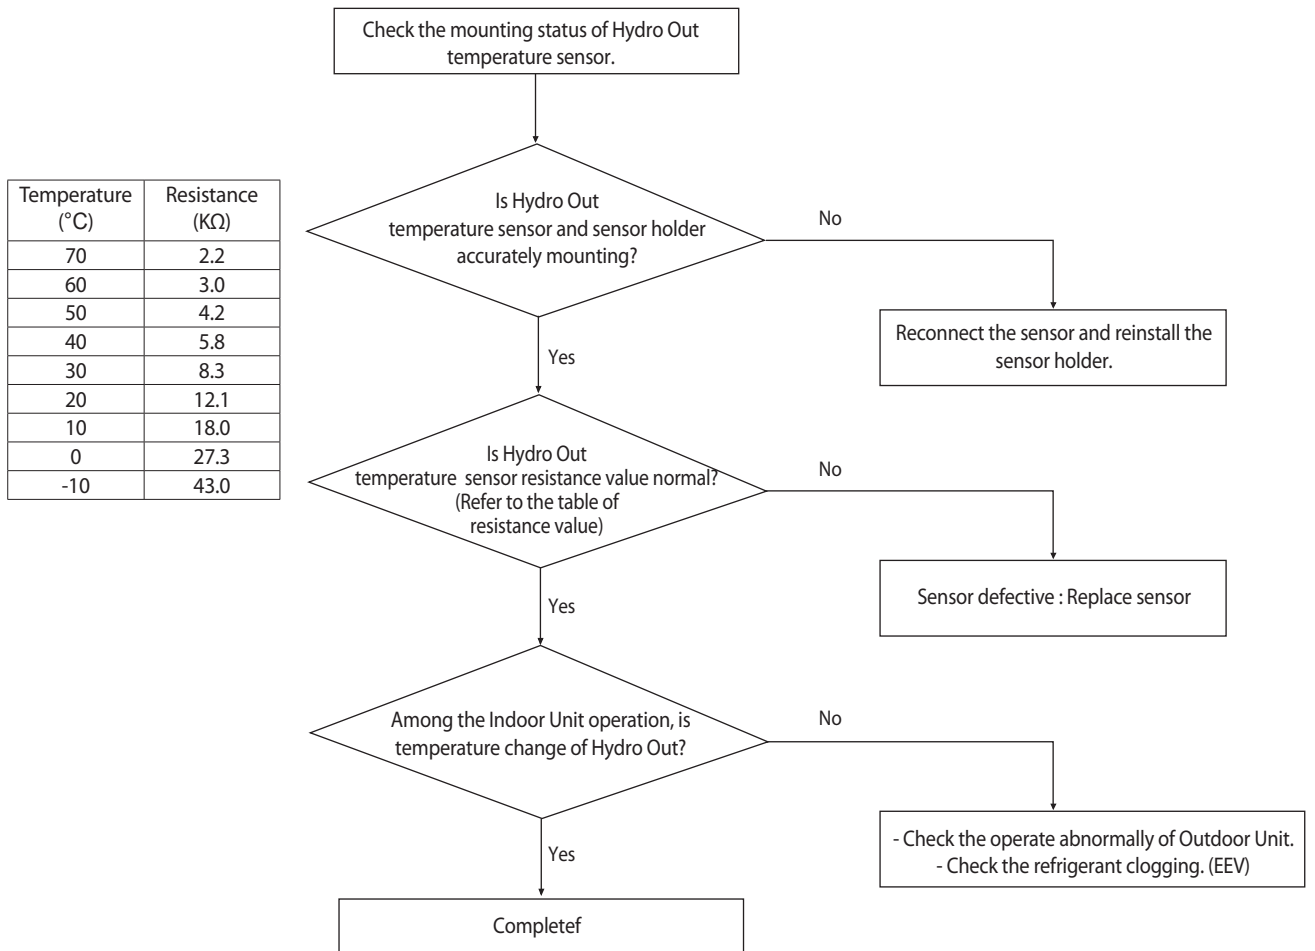 Check the mounting status of Hydro Out
temperature sensor.
Temperature Resistance
(°C) (KΩ)
70 2.2
60 3.0
50 4.2
40 5.8
30 8.3
20 12.1
10 18.0
0 27.3
-10 43.0
Is Hydro Out
temperature sensor and sensor holder
accurately mounting?
No
Reconnect the sensor and reinstall the
sensor holder.
Yes
Is Hydro Out
temperature sensor resistance value normal?
(Refer to the table of
resistance value)
No
Sensor defective : Replace sensor
Yes
Among the Indoor Unit operation, is
temperature change of Hydro Out?
No
- Check the operate abnormally of Outdoor Unit.
- Check the refrigerant clogging. (EEV)
Yes
Completef